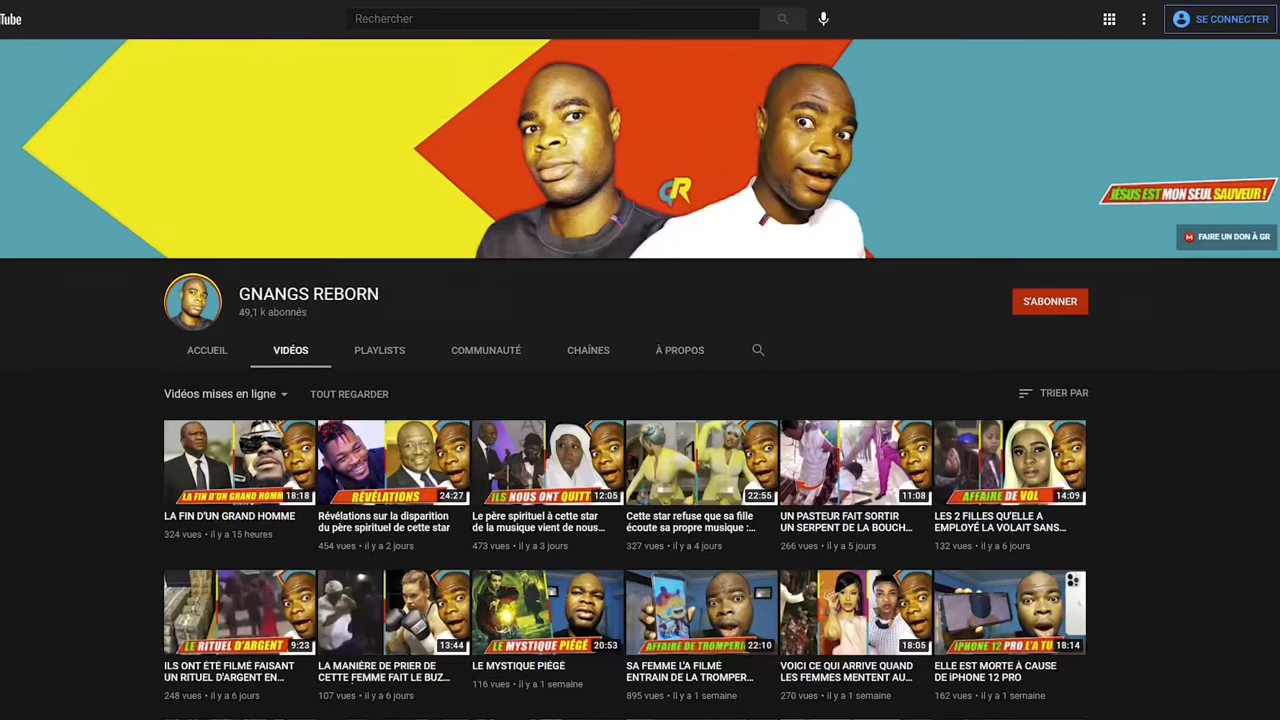 Tube
Rechercher
SE CONNECTER
GR
JÉSUS EST MON SEUL SAUVEUR !
FAIRE UN DON À GR
GNANGS REBORN
49,1 k abonnés
S'ABONNER
ACCUEIL VIDÉOS PLAYLISTS COMMUNAUTÉ CHAÎNES À PROPOS
Vidéos mises en ligne TOUT REGARDER TRIER PAR
LA FIN D'UN GRAND HOMM 18:18
RÉVÉLATIONS 24:27
ILS NOUS ONT QUITT 12:05
22:55
11:08
AFFAIRE DE VOL 14:09
LA FIN D'UN GRAND HOMME
324 vues • il y a 15 heures
Révélations sur la disparition
du père spirituel de cette star
454 vues • il y a 2 jours
Le père spirituel à cette star
de la musique vient de nous...
473 vues • il y a 3 jours
Cette star refuse que sa fille
écoute sa propre musique :...
327 vues • il y a 4 jours
UN PASTEUR FAIT SORTIR
UN SERPENT DE LA BOUCH...
266 vues • il y a 5 jours
LES 2 FILLES QU'ELLE A
EMPLOYÉ LA VOLAIT SANS...
132 vues • il y a 6 jours
LE RITUEL D'ARGENT 9:23
13:44
LE MYSTIQUE PIÉGÉ 20:53
AFFAIRE DE TROMPERI 22:10
18:05
IPHONE 12 PRO L'A TU 18:14
ILS ONT ÉTÉ FILMÉ FAISANT
UN RITUEL D'ARGENT EN...
248 vues • il y a 6 jours
LA MANIÈRE DE PRIER DE
CETTE FEMME FAIT LE BUZ...
107 vues • il y a 6 jours
LE MYSTIQUE PIÉGÉ
116 vues • il y a 1 semaine
SA FEMME L'A FILMÉ
ENTRAIN DE LA TROMPER...
895 vues • il y a 1 semaine
VOICI CE QUI ARRIVE QUAND
LES FEMMES MENTENT AU...
270 vues • il y a 1 semaine
ELLE EST MORTE À CAUSE
DE iPHONE 12 PRO
162 vues • il y a 1 semaine